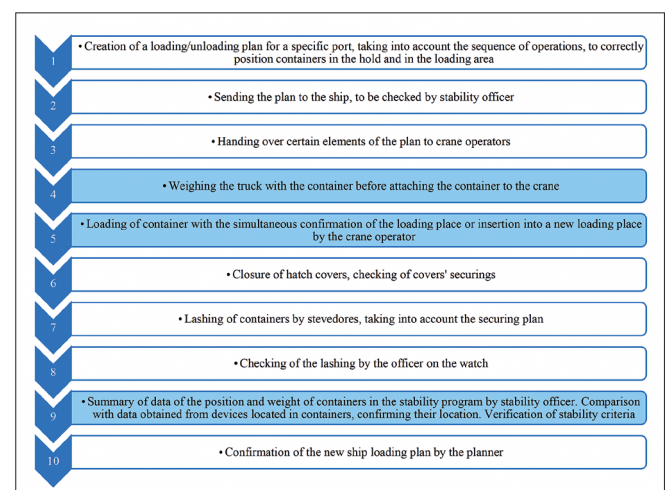 • Creation of a loading/unloading plan for a specific port, taking into account the sequence of operations, to correctly
position containers in the hold and in the loading area
1
• Sending the plan to the ship, to be checked by stability officer
2
• Handing over certain elements of the plan to crane operators
3
• Weighing the truck with the container before attaching the container to the crane
4
• Loading of container with the simultaneous confirmation of the loading place or insertion into a new loading place
by the crane operator
5
• Closure of hatch covers, checking of covers' securings
6
• Lashing of containers by stevedores, taking into account the securing plan
7
• Checking of the lashing by the officer on the watch
8
• Summary of data of the position and weight of containers in the stability program by stability officer. Comparison
with data obtained from devices located in containers, confirming their location. Verification of stability criteria
9
• Confirmation of the new ship loading plan by the planner
10